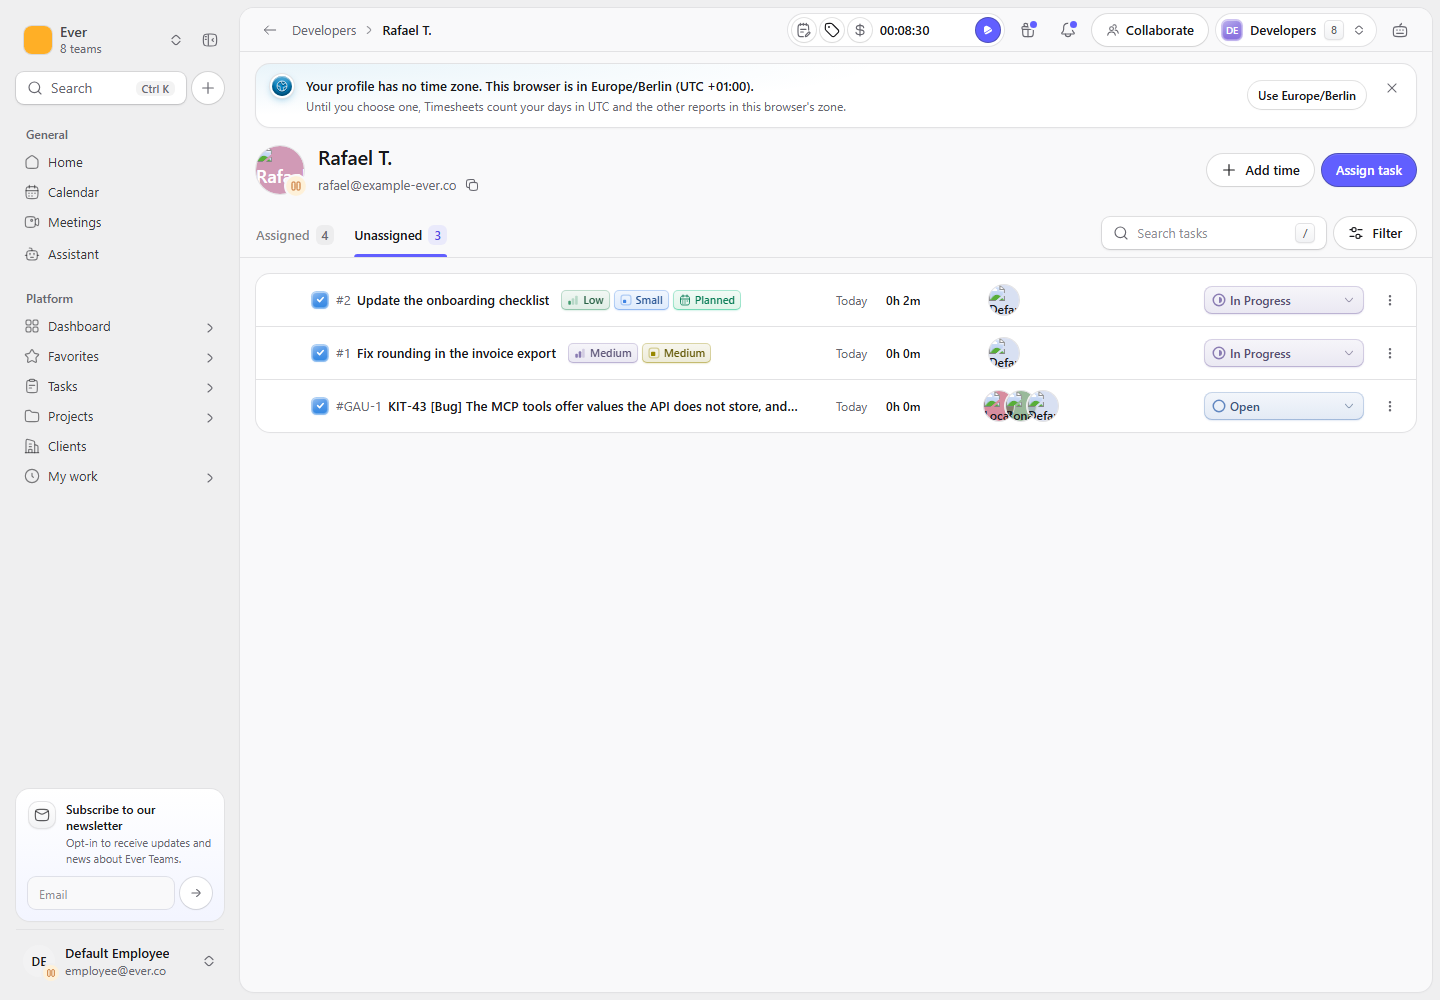 Ever
8 teams
Search
Ctrl K
General
Home
Calendar
Meetings
Assistant
Platform
Dashboard
Favorites
Tasks
Projects
Clients
My work
Subscribe to our
newsletter
Opt-in to receive updates and
news about Ever Teams.
Email
DE
Default Employee
employee@ever.co
Developers
Rafael T.
00:08:30
Collaborate
DE
Developers
8
Your profile has no time zone. This browser is in Europe/Berlin (UTC +01:00).
Until you choose one, Timesheets count your days in UTC and the other reports in this browser's zone.
Use Europe/Berlin
Rafael T.
rafael@example-ever.co
Add time
Assign task
Assigned 4
Unassigned 3
Search tasks
/
Filter
#2 Update the onboarding checklist Low Small Planned Today 0h 2m In Progress
#1 Fix rounding in the invoice export Medium Medium Today 0h 0m In Progress
#GAU-1 KIT-43 [Bug] The MCP tools offer values the API does not store, and... Today 0h 0m Open